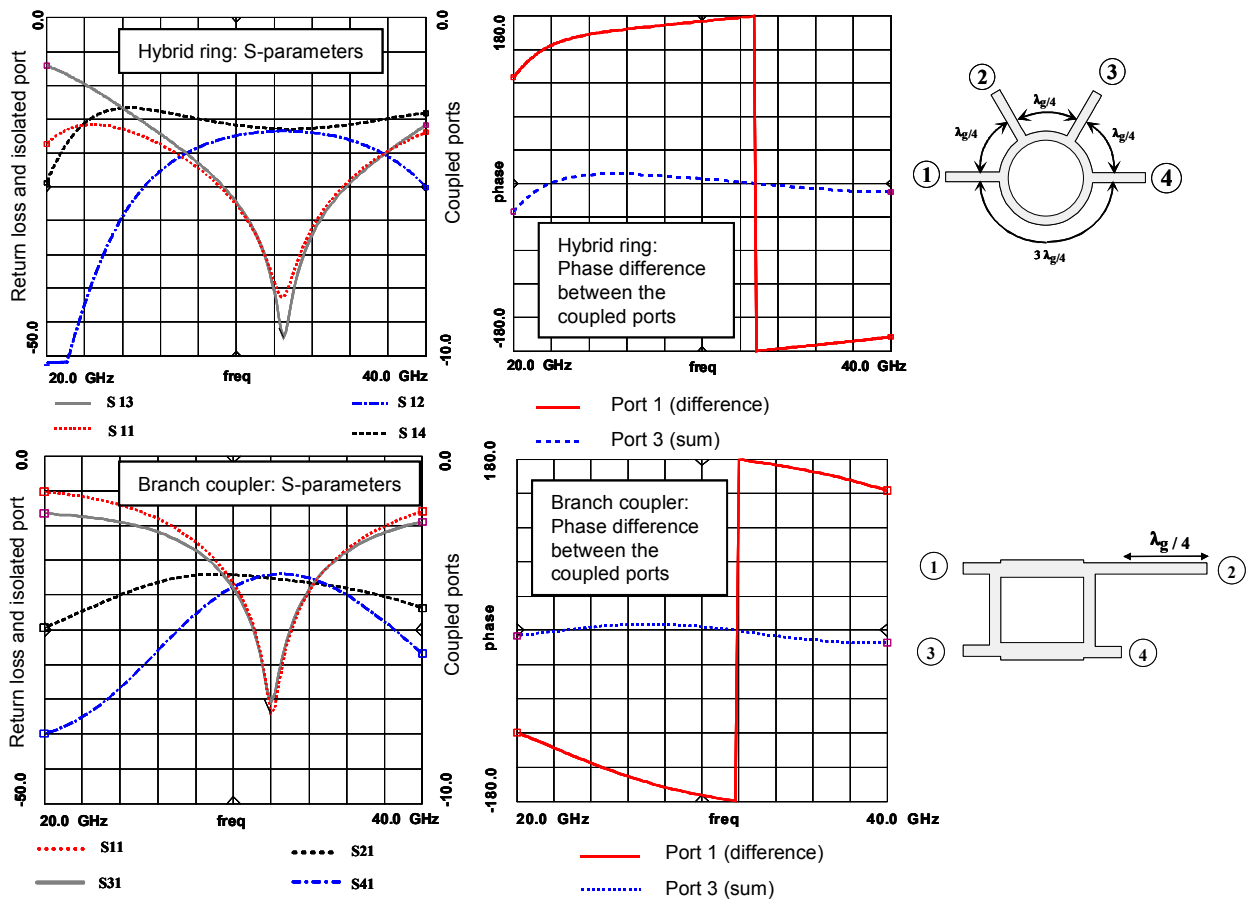 0.0
0.0
Hybrid ring: S-parameters
Return loss and isolated port
Coupled ports
-50.0
-10.0
20.0 GHz
freq
40.0 GHz
S 13
S 12
S 11
S 14
180.0
phase
-180.0
Hybrid ring:
Phase difference
between the
coupled ports
20.0 GHz
freq
40.0 GHz
Port 1 (difference)
Port 3 (sum)
2
3
λg/4
λg/4
λg/4
1
4
3 λg/4
0.0
0.0
Branch coupler: S-parameters
Return loss and isolated port
Coupled ports
-50.0
-10.0
20.0 GHz
freq
40.0 GHz
S11
S21
S31
S41
180.0
phase
-180.0
Branch coupler:
Phase difference
between the
coupled ports
20.0 GHz
freq
40.0 GHz
Port 1 (difference)
Port 3 (sum)
λg / 4
1
2
3
4